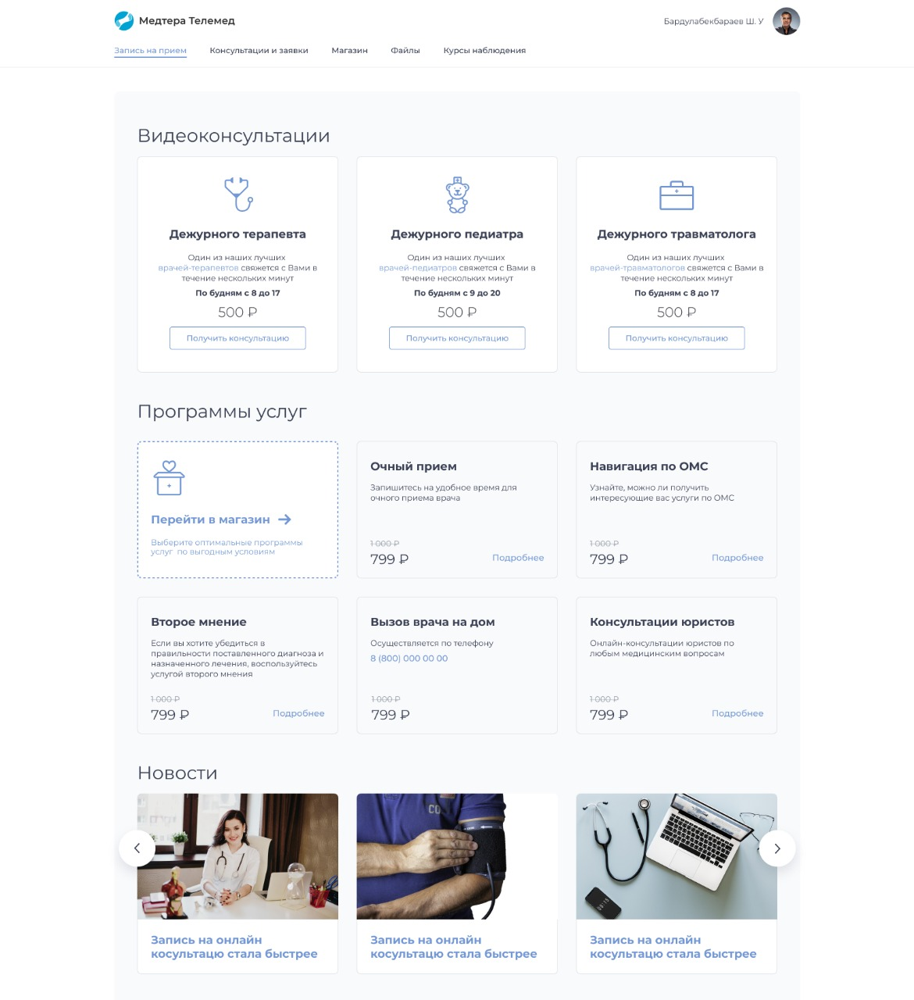 Медтера Телемед
Бардулабекбараев Ш. У
Запись на прием
Консультации и заявки
Магазин
Файлы
Курсы наблюдения
Видеоконсультации
Дежурного терапевта
Один из наших лучших
врачей-терапевтов свяжется с Вами в
течение нескольких минут
По будням с 8 до 17
500 ₽
Получить консультацию
Дежурного педиатра
Один из наших лучших
врачей-педиатров свяжется с Вами в
течение нескольких минут
По будням с 9 до 20
500 ₽
Получить консультацию
Дежурного травматолога
Один из наших лучших
врачей-травматологов свяжется с Вами в
течение нескольких минут
По будням с 8 до 17
500 ₽
Получить консультацию
Программы услуг
Перейти в магазин
Выберите оптимальные программы
услуг по выгодным условиям
Очный прием
Запишитесь на удобное время для
очного приема врача
1 000 ₽
799 ₽
Подробнее
Навигация по ОМС
Узнайте, можно ли получить
интересующие вас услуги по ОМС
1 000 ₽
799 ₽
Подробнее
Второе мнение
Если вы хотите убедиться в
правильности поставленного диагноза и
назначенного лечения, воспользуйтесь
услугой второго мнения
1 000 ₽
799 ₽
Подробнее
Вызов врача на дом
Осуществляется по телефону
8 (800) 000 00 00
1 000 ₽
799 ₽
Консультации юристов
Онлайн-консультации юристов по
любым медицинским вопросам
1 000 ₽
799 ₽
Подробнее
Новости
CO
09:15
Запись на онлайн
косультацю стала быстрее
Запись на онлайн
косультацю стала быстрее
Запись на онлайн
косультацю стала быстрее